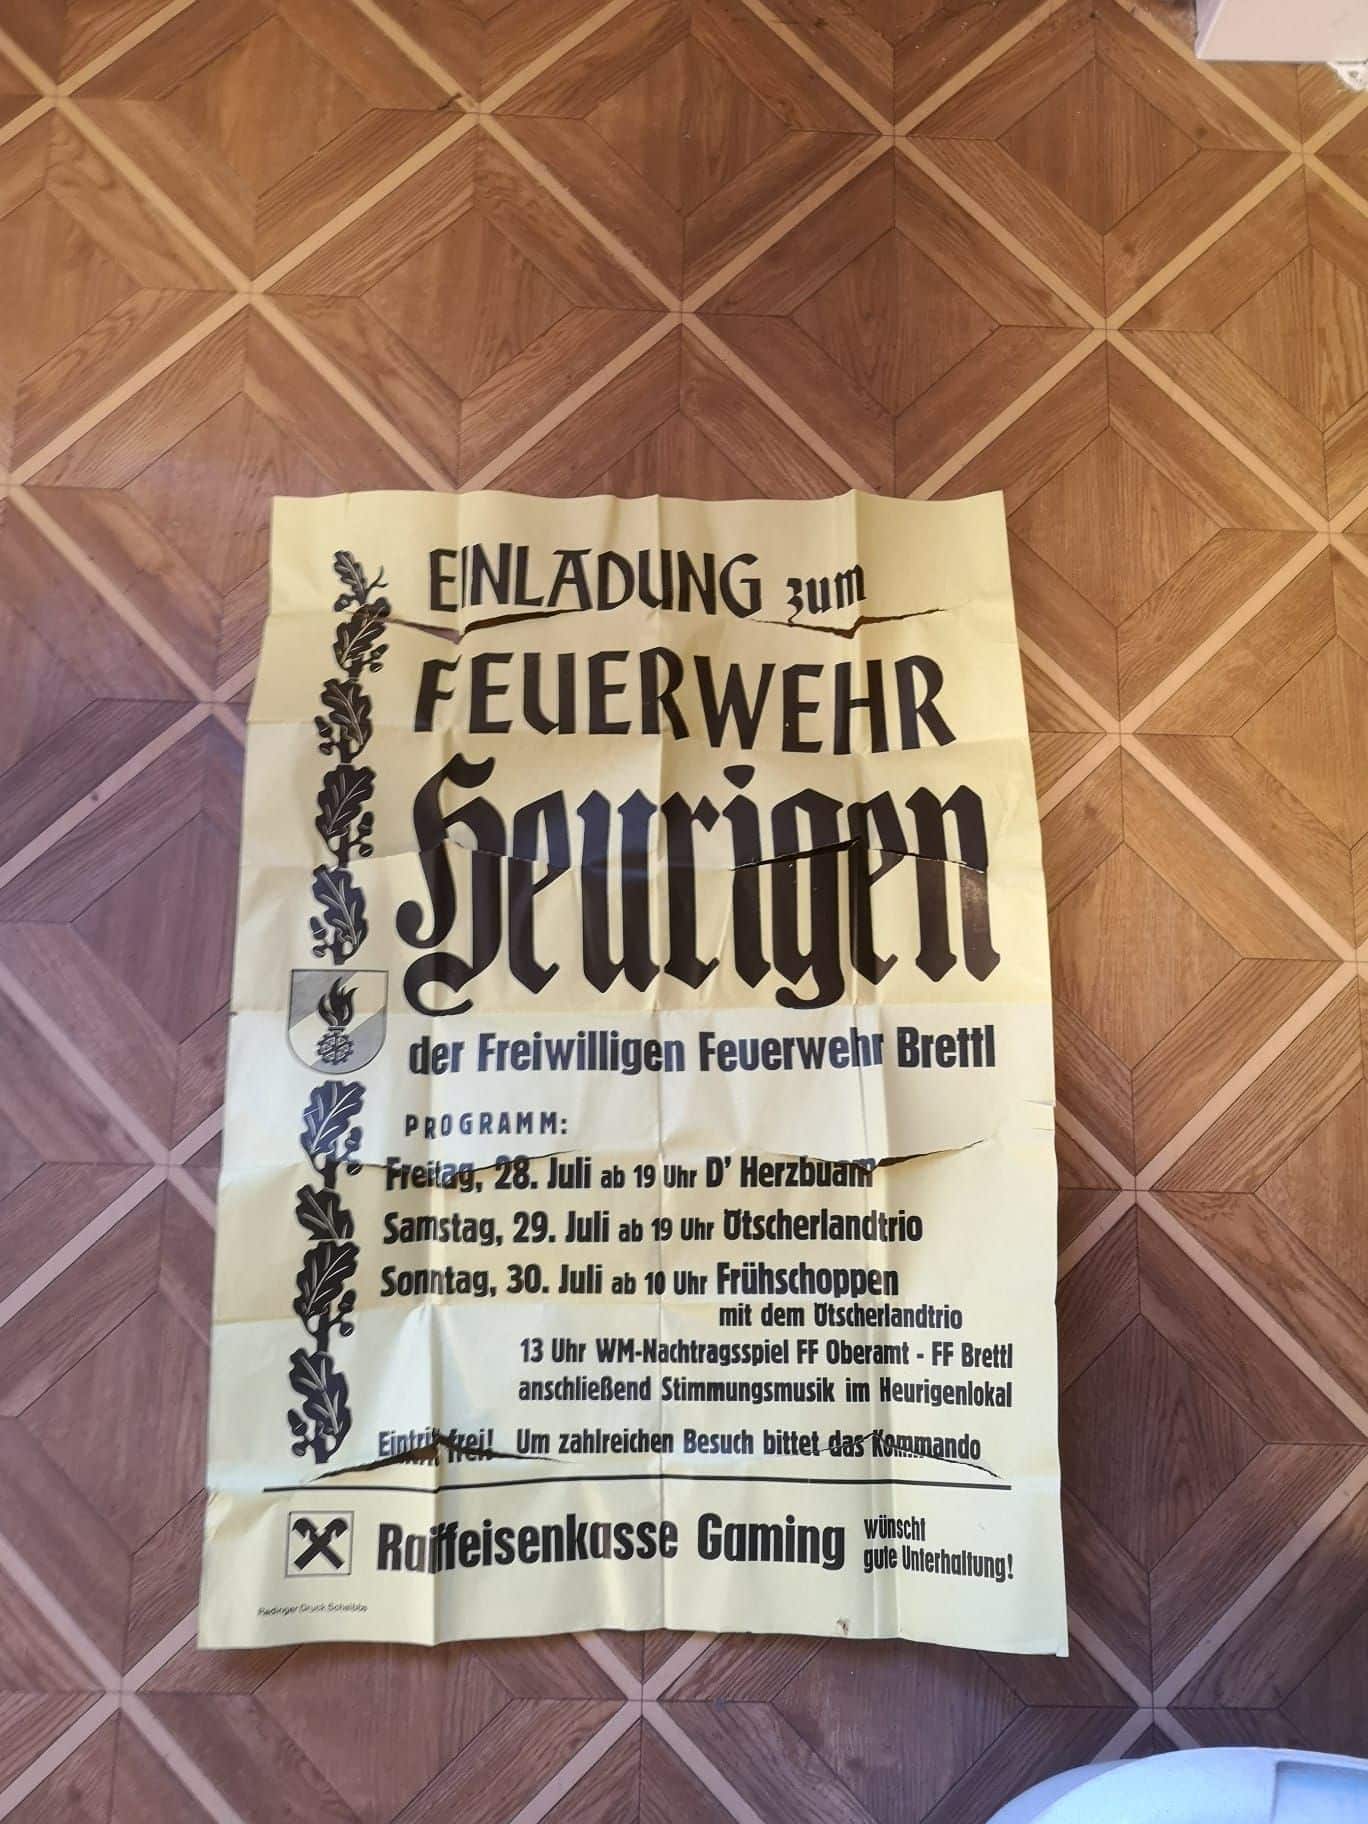 EINLADUNG zum
FEUERWEHR
Heurigen
der Freiwilligen Feuerwehr Brettl
PROGRAMM:
Freitag, 28. Juli ab 19 Uhr D' Herzbuam
Samstag, 29. Juli ab 19 Uhr Ötscherlandtrio
Sonntag, 30. Juli ab 10 Uhr Frühschoppen
mit dem Ötscherlandtrio
13 Uhr WM-Nachtragsspiel FF Oberamt - FF Brettl
anschließend Stimmungsmusik im Heurigenlokal
Eintritt frei! Um zahlreichen Besuch bittet das Kommando
Raiffeisenkasse Gaming wünscht
gute Unterhaltung!
Radinger Druck Scheibbs